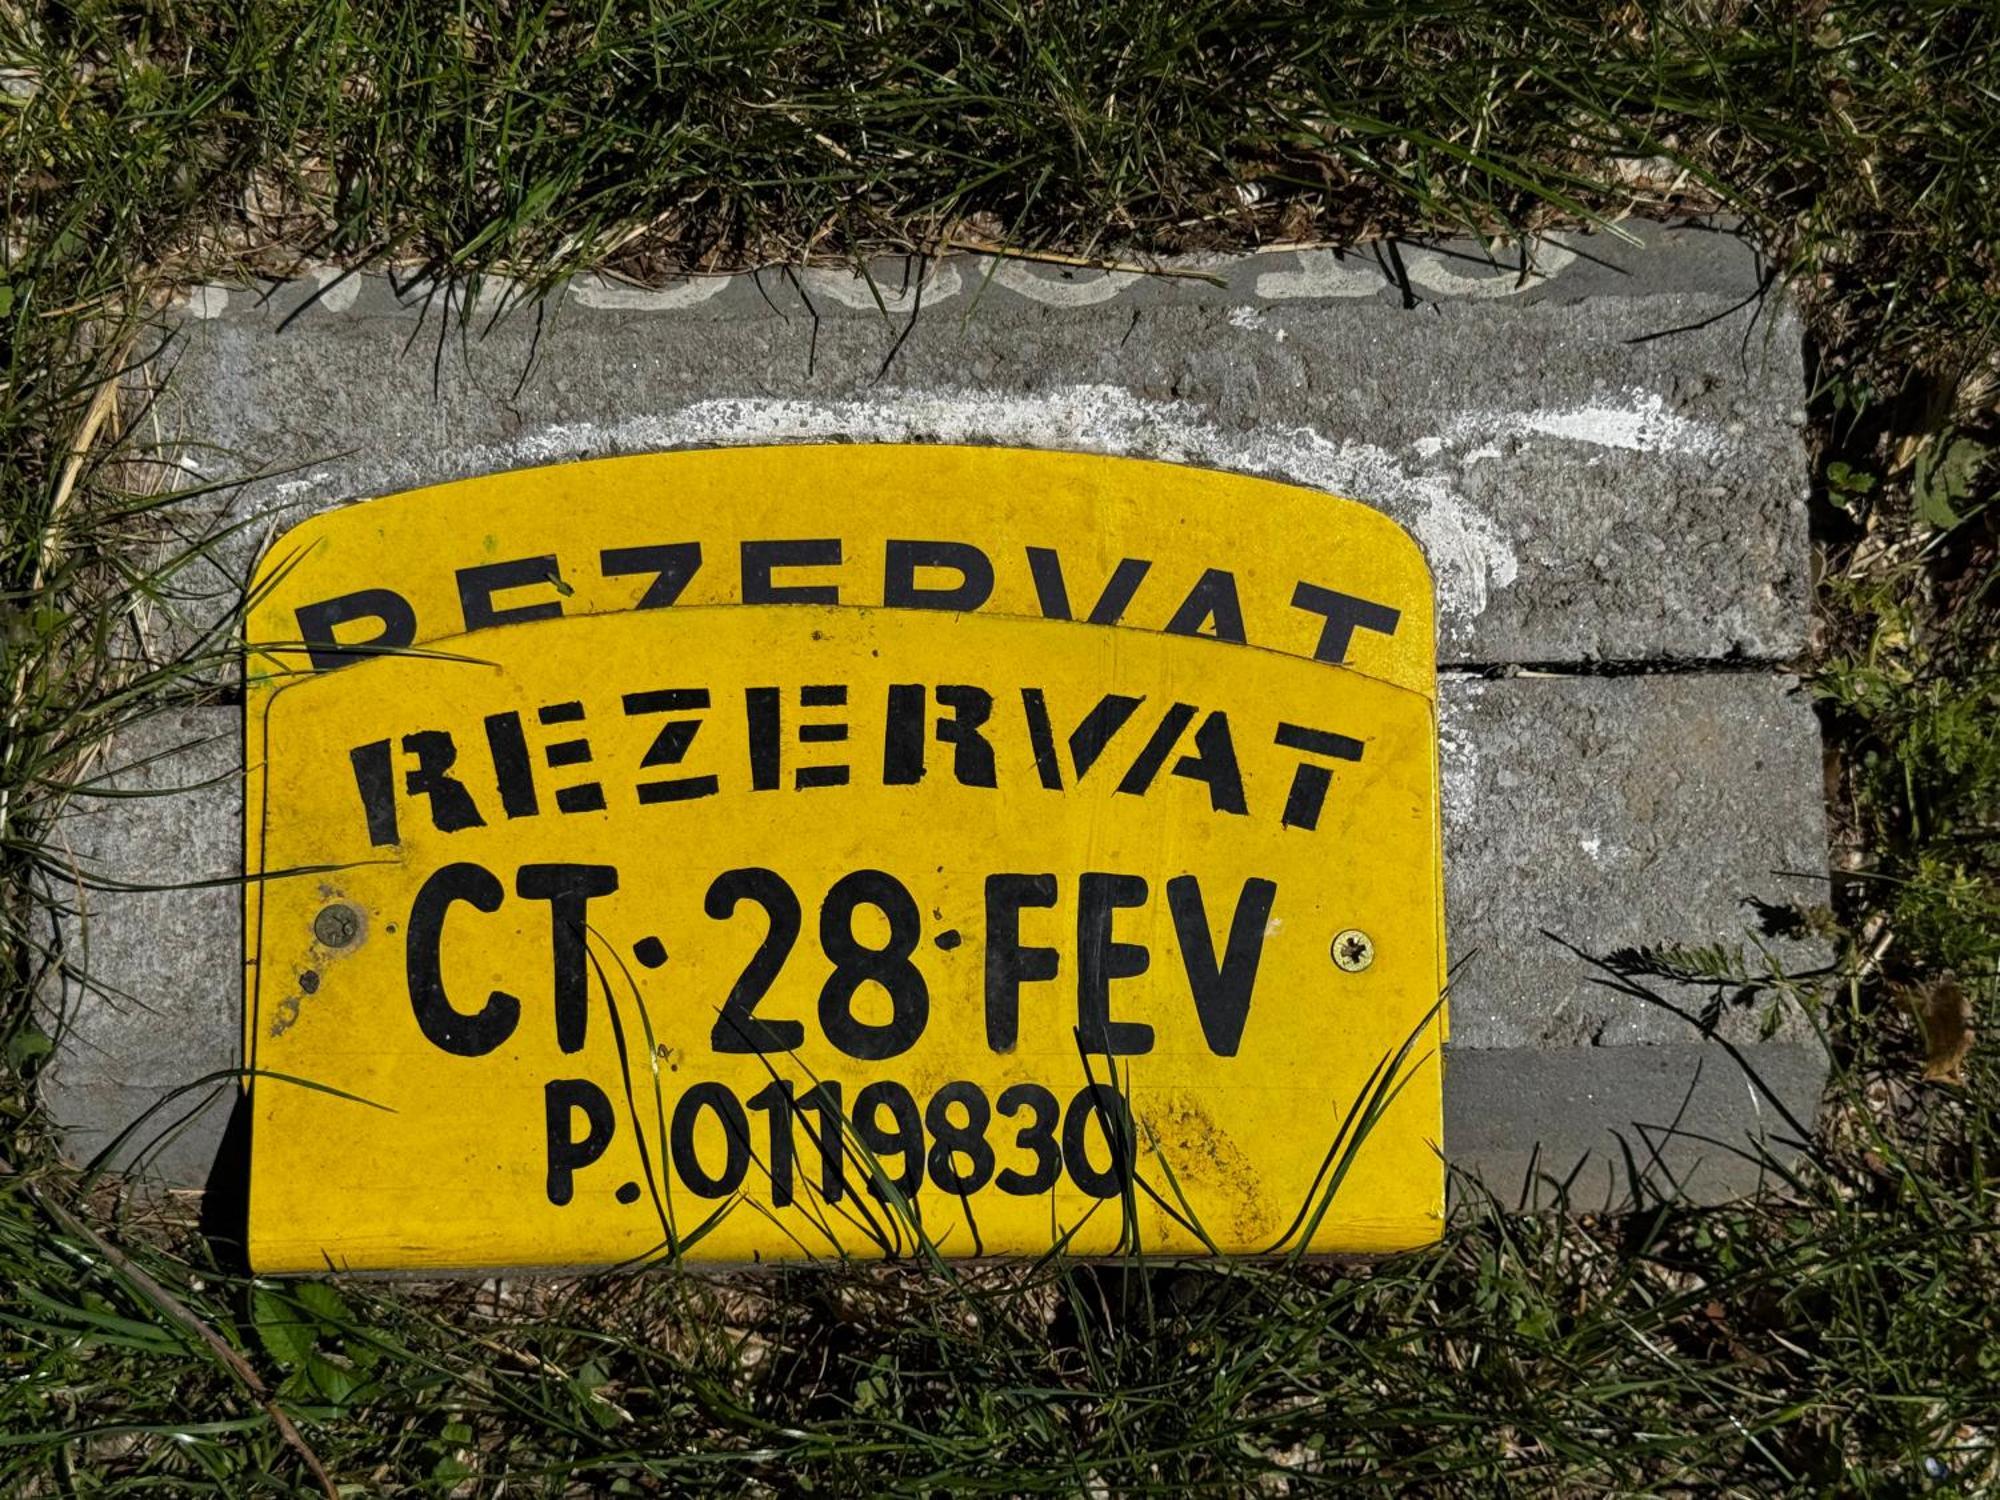 REZERVAT
REZERVAT
CT·28·FEV
P.0119830